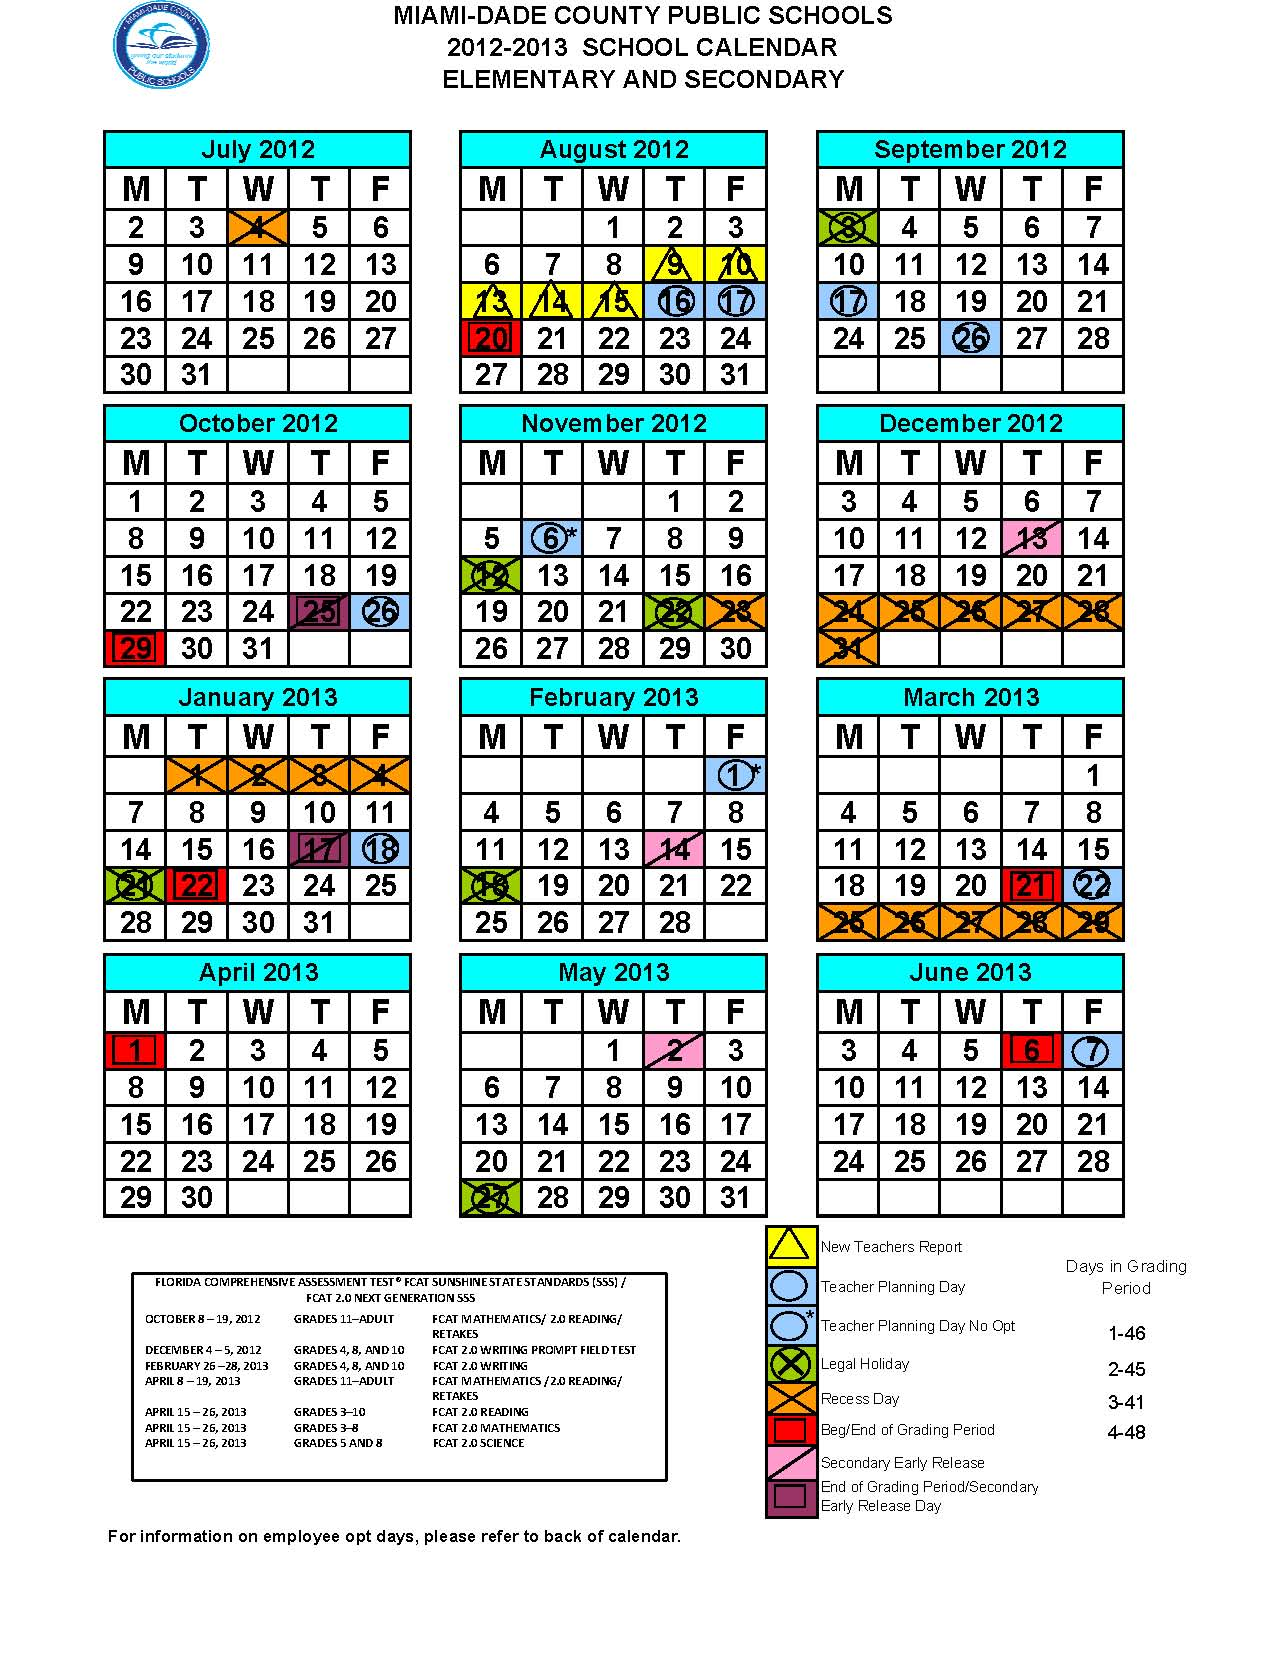 MIAMI-DADE COUNTY PUBLIC SCHOOLS
2012-2013 SCHOOL CALENDAR
ELEMENTARY AND SECONDARY
MIAMI-DADE COUNTY
giving our students
the world
PUBLIC SCHOOLS
July 2012
M T W T F
2 3 4 5 6
9 10 11 12 13
16 17 18 19 20
23 24 25 26 27
30 31
August 2012
M T W T F
1 2 3
6 7 8 9 10
13 14 15 16 17
20 21 22 23 24
27 28 29 30 31
September 2012
M T W T F
3 4 5 6 7
10 11 12 13 14
17 18 19 20 21
24 25 26 27 28
October 2012
M T W T F
1 2 3 4 5
8 9 10 11 12
15 16 17 18 19
22 23 24 25 26
29 30 31
November 2012
M T W T F
1 2
5 6* 7 8 9
12 13 14 15 16
19 20 21 22 23
26 27 28 29 30
December 2012
M T W T F
3 4 5 6 7
10 11 12 13 14
17 18 19 20 21
24 25 26 27 28
31
January 2013
M T W T F
1 2 3 4
7 8 9 10 11
14 15 16 17 18
21 22 23 24 25
28 29 30 31
February 2013
M T W T F
1*
4 5 6 7 8
11 12 13 14 15
18 19 20 21 22
25 26 27 28
March 2013
M T W T F
1
4 5 6 7 8
11 12 13 14 15
18 19 20 21 22
25 26 27 28 29
April 2013
M T W T F
1 2 3 4 5
8 9 10 11 12
15 16 17 18 19
22 23 24 25 26
29 30
May 2013
M T W T F
1 2 3
6 7 8 9 10
13 14 15 16 17
20 21 22 23 24
27 28 29 30 31
June 2013
M T W T F
3 4 5 6 7
10 11 12 13 14
17 18 19 20 21
24 25 26 27 28
FLORIDA COMPREHENSIVE ASSESSMENT TEST® FCAT SUNSHINE STATE STANDARDS (SSS) /
FCAT 2.0 NEXT GENERATION SSS
OCTOBER 8 – 19, 2012 GRADES 11–ADULT FCAT MATHEMATICS/ 2.0 READING/
RETAKES
DECEMBER 4 – 5, 2012 GRADES 4, 8, AND 10 FCAT 2.0 WRITING PROMPT FIELD TEST
FEBRUARY 26 –28, 2013 GRADES 4, 8, AND 10 FCAT 2.0 WRITING
APRIL 8 – 19, 2013 GRADES 11–ADULT FCAT MATHEMATICS /2.0 READING/
RETAKES
APRIL 15 – 26, 2013 GRADES 3–10 FCAT 2.0 READING
APRIL 15 – 26, 2013 GRADES 3–8 FCAT 2.0 MATHEMATICS
APRIL 15 – 26, 2013 GRADES 5 AND 8 FCAT 2.0 SCIENCE
New Teachers Report
Teacher Planning Day
* Teacher Planning Day No Opt
Legal Holiday
Recess Day
Beg/End of Grading Period
Secondary Early Release
End of Grading Period/Secondary
Early Release Day
Days in Grading
Period
1-46
2-45
3-41
4-48
For information on employee opt days, please refer to back of calendar.